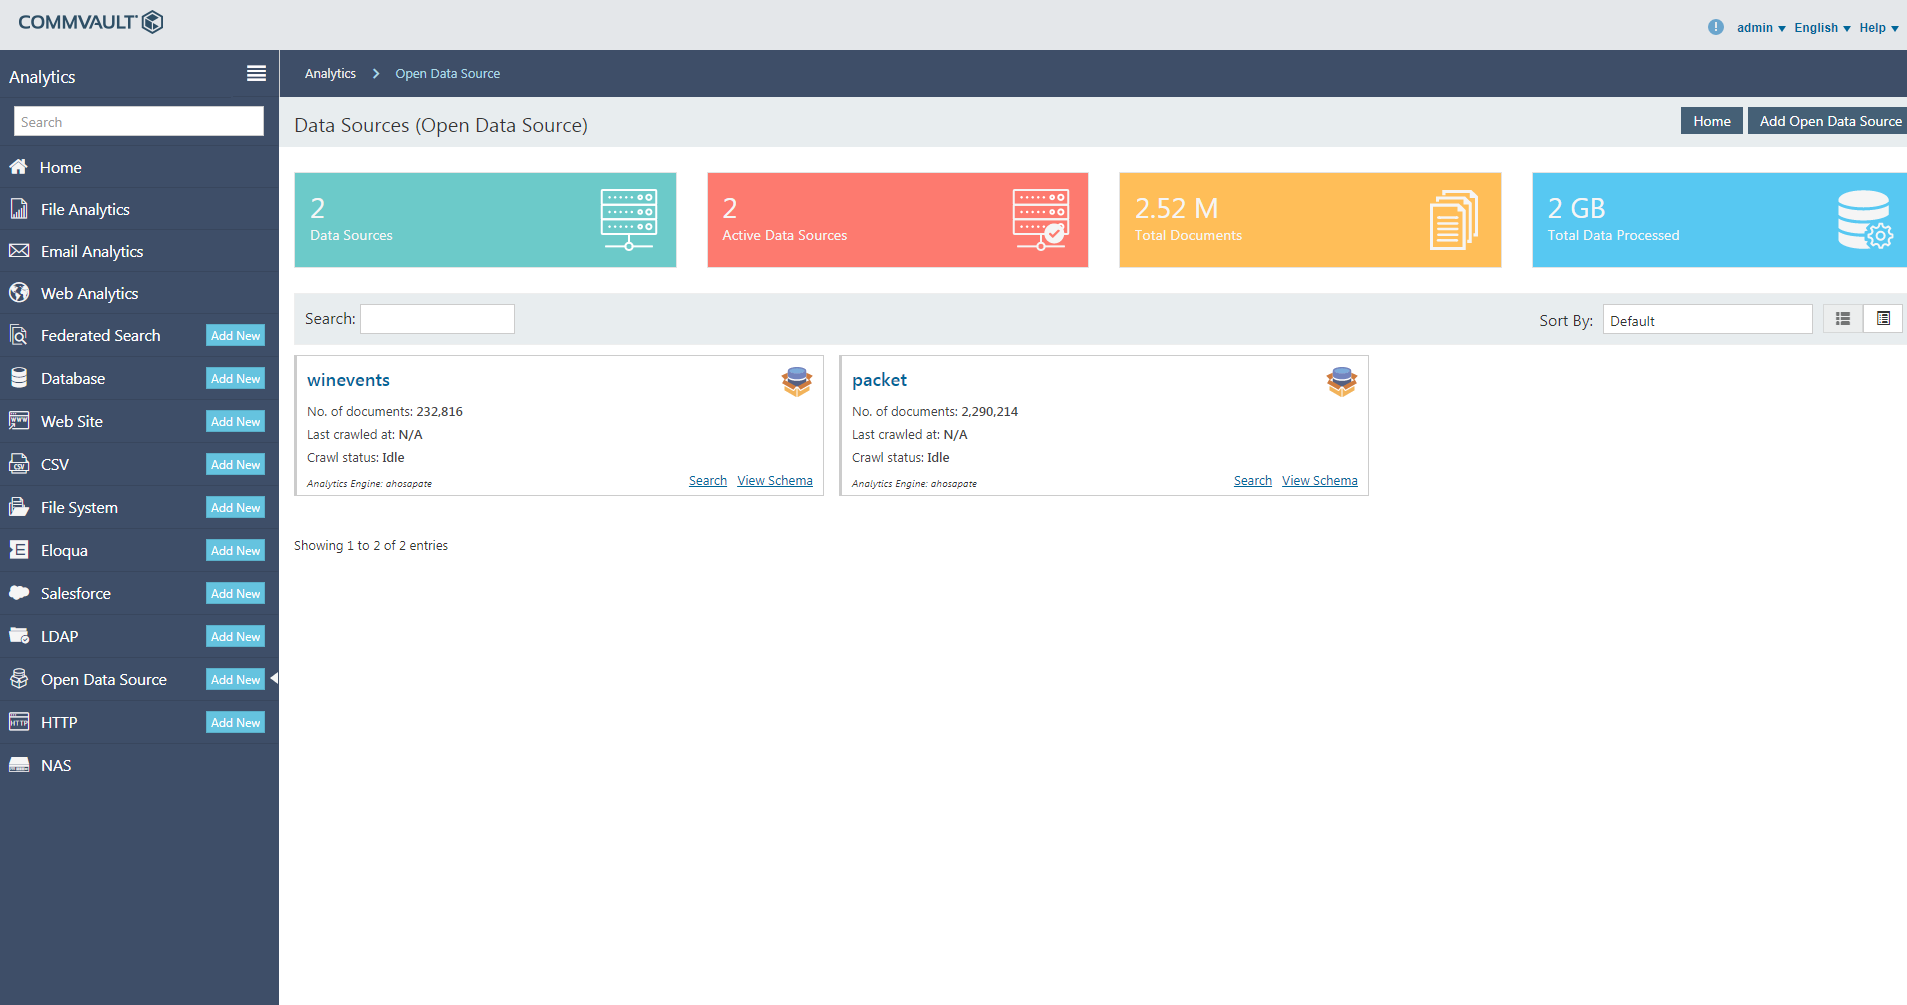 COMMVAULT
! admin English Help
Analytics
Search
Home
File Analytics
Email Analytics
Web Analytics
Federated Search Add New
Database Add New
Web Site Add New
CSV Add New
File System Add New
Eloqua Add New
Salesforce Add New
LDAP Add New
Open Data Source Add New
HTTP Add New
NAS
Analytics > Open Data Source
Data Sources (Open Data Source)
Home Add Open Data Source
2
Data Sources
2
Active Data Sources
2.52 M
Total Documents
2 GB
Total Data Processed
Search:
Sort By: Default
winevents
No. of documents: 232,816
Last crawled at: N/A
Crawl status: Idle
Analytics Engine: ahosapate
Search View Schema
packet
No. of documents: 2,290,214
Last crawled at: N/A
Crawl status: Idle
Analytics Engine: ahosapate
Search View Schema
Showing 1 to 2 of 2 entries